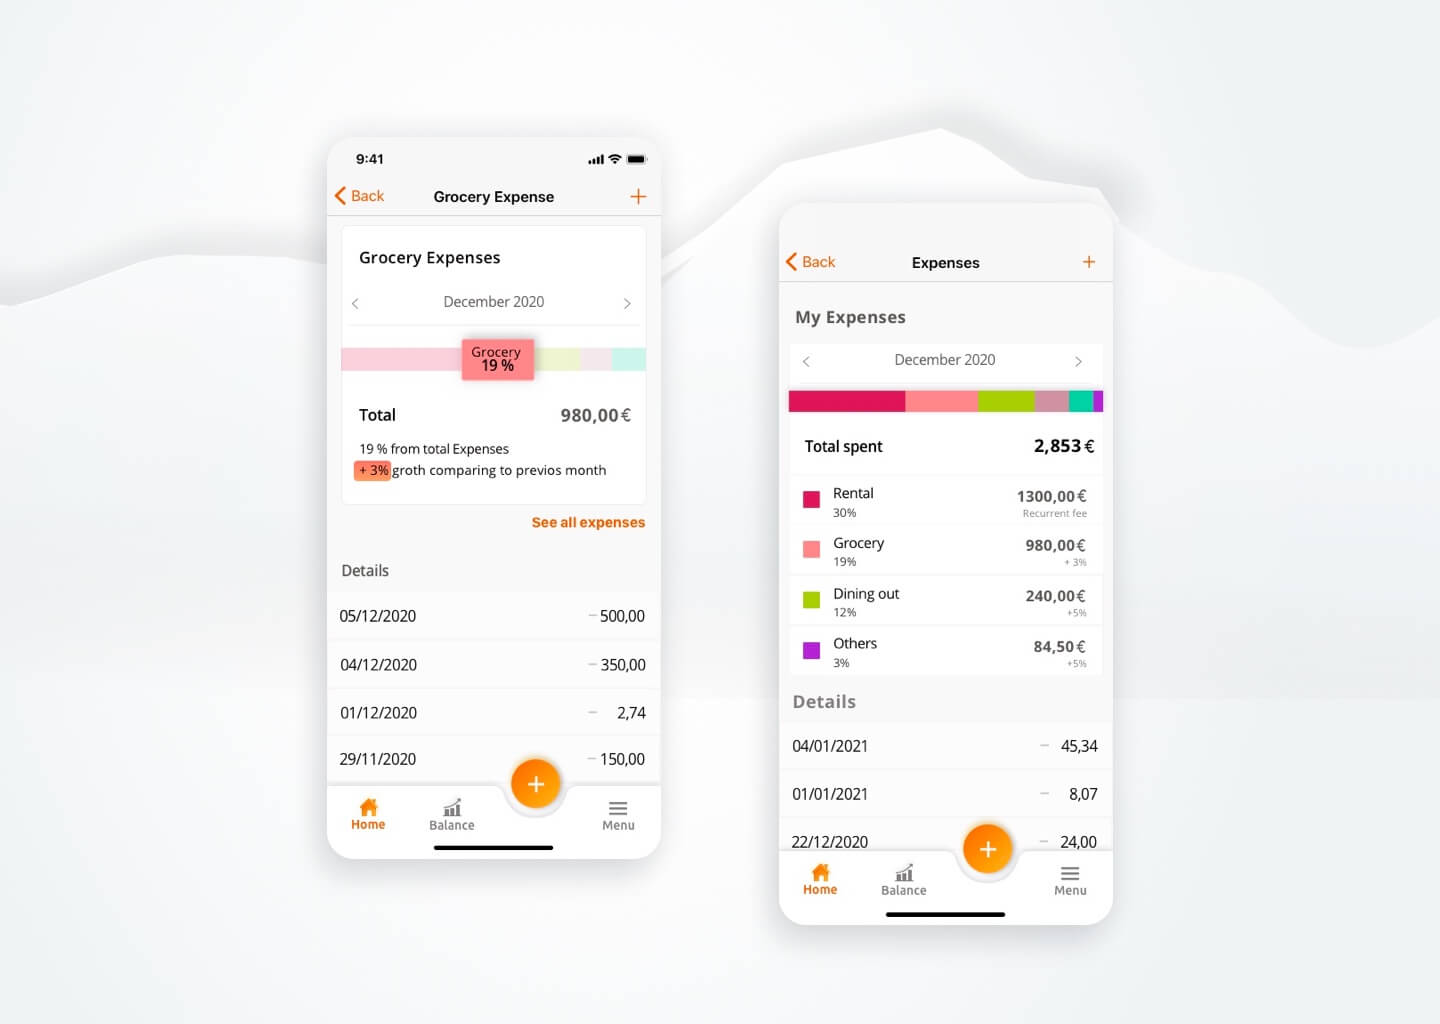 9:41
Back
Grocery Expense
+
Grocery Expenses
< December 2020 >
Grocery
19 %
Total 980,00€
19 % from total Expenses
+ 3% groth comparing to previos month
See all expenses
Details
05/12/2020 – 500,00
04/12/2020 – 350,00
01/12/2020 – 2,74
29/11/2020 – 150,00
+
Home Balance Menu
Back
Expenses
+
My Expenses
< December 2020 >
Total spent 2,853 €
Rental 1300,00€
30% Recurrent fee
Grocery 980,00€
19% + 3%
Dining out 240,00€
12% +5%
Others 84,50€
3% +5%
Details
04/01/2021 – 45,34
01/01/2021 – 8,07
22/12/2020 – 24,00
+
Home Balance Menu